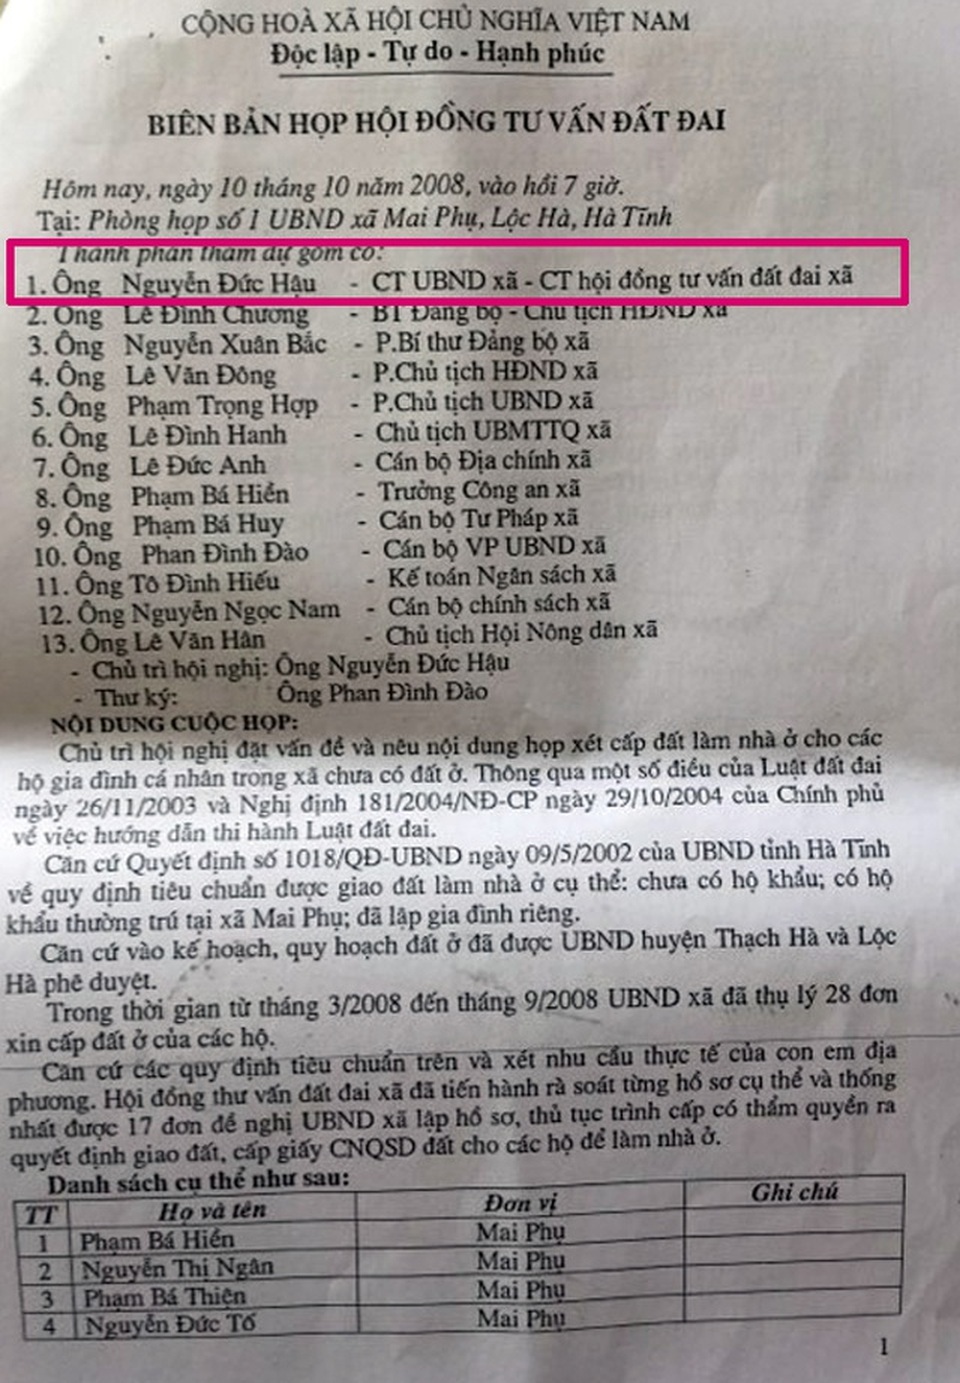 CỘNG HOÀ XÃ HỘI CHỦ NGHĨA VIỆT NAM
Độc lập - Tự do - Hạnh phúc
BIÊN BẢN HỌP HỘI ĐỒNG TƯ VẤN ĐẤT ĐAI
Hôm nay, ngày 10 tháng 10 năm 2008, vào hồi 7 giờ.
Tại: Phòng họp số 1 UBND xã Mai Phụ, Lộc Hà, Hà Tĩnh
Thành phần tham dự gồm có:
1. Ông Nguyễn Đức Hậu - CT UBND xã - CT hội đồng tư vấn đất đai xã
2. Ông Lê Đình Chương - BT Đảng bộ - Chủ tịch HĐND xã
3. Ông Nguyễn Xuân Bắc - P.Bí thư Đảng bộ xã
4. Ông Lê Văn Đông - P.Chủ tịch HĐND xã
5. Ông Phạm Trọng Hợp - P.Chủ tịch UBND xã
6. Ông Lê Đình Hanh - Chủ tịch UBMTTQ xã
7. Ông Lê Đức Anh - Cán bộ Địa chính xã
8. Ông Phạm Bá Hiền - Trưởng Công an xã
9. Ông Phạm Bá Huy - Cán bộ Tư Pháp xã
10. Ông Phan Đình Đào - Cán bộ VP UBND xã
11. Ông Tô Đình Hiếu - Kế toán Ngân sách xã
12. Ông Nguyễn Ngọc Nam - Cán bộ chính sách xã
13. Ông Lê Văn Hân - Chủ tịch Hội Nông dân xã
- Chủ trì hội nghị: Ông Nguyễn Đức Hậu
- Thư ký: Ông Phan Đình Đào
NỘI DUNG CUỘC HỌP:
Chủ trì hội nghị đặt vấn đề và nêu nội dung họp xét cấp đất làm nhà ở cho các
hộ gia đình cá nhân trong xã chưa có đất ở. Thông qua một số điều của Luật đất đai
ngày 26/11/2003 và Nghị định 181/2004/NĐ-CP ngày 29/10/2004 của Chính phủ
về việc hướng dẫn thi hành Luật đất đai.
Căn cứ Quyết định số 1018/QĐ-UBND ngày 09/5/2002 của UBND tỉnh Hà Tĩnh
về quy định tiêu chuẩn được giao đất làm nhà ở cụ thể: chưa có hộ khẩu; có hộ
khẩu thường trú tại xã Mai Phụ; đã lập gia đình riêng.
Căn cứ vào kế hoạch, quy hoạch đất ở đã được UBND huyện Thạch Hà và Lộc
Hà phê duyệt.
Trong thời gian từ tháng 3/2008 đến tháng 9/2008 UBND xã đã thụ lý 28 đơn
xin cấp đất ở của các hộ.
Căn cứ các quy định tiêu chuẩn trên và xét nhu cầu thực tế của con em địa
phương. Hội đồng thư vấn đất đai xã đã tiến hành rà soát từng hồ sơ cụ thể và thống
nhất được 17 đơn đề nghị UBND xã lập hồ sơ, thủ tục trình cấp có thẩm quyền ra
quyết định giao đất, cấp giấy CNQSD đất cho các hộ để làm nhà ở.
Danh sách cụ thể như sau:
TT Họ và tên Đơn vị Ghi chú
1 Phạm Bá Hiền Mai Phụ
2 Nguyễn Thị Ngân Mai Phụ
3 Phạm Bá Thiện Mai Phụ
4 Nguyễn Đức Tố Mai Phụ
1